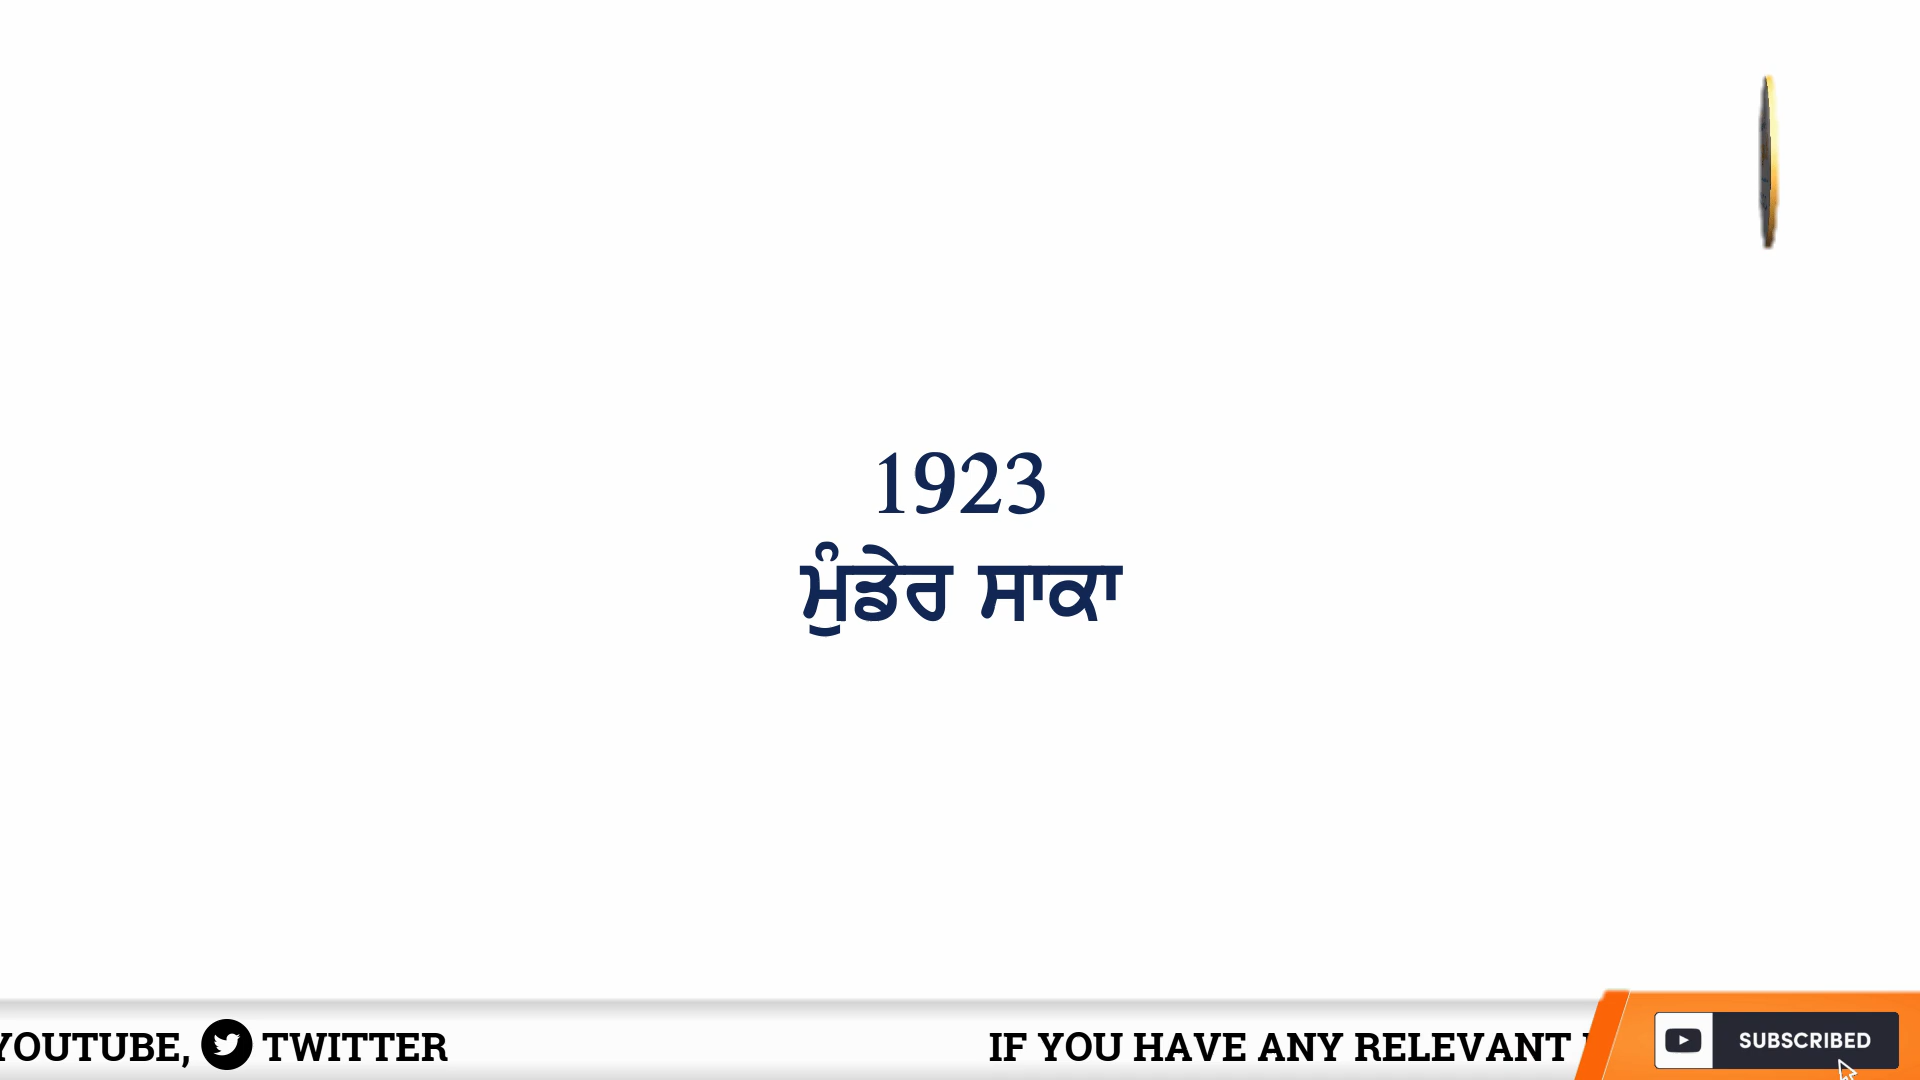 1923
ਮੁੰਡੇਰ ਸਾਕਾ
YOUTUBE, TWITTER
IF YOU HAVE ANY RELEVANT
SUBSCRIBED